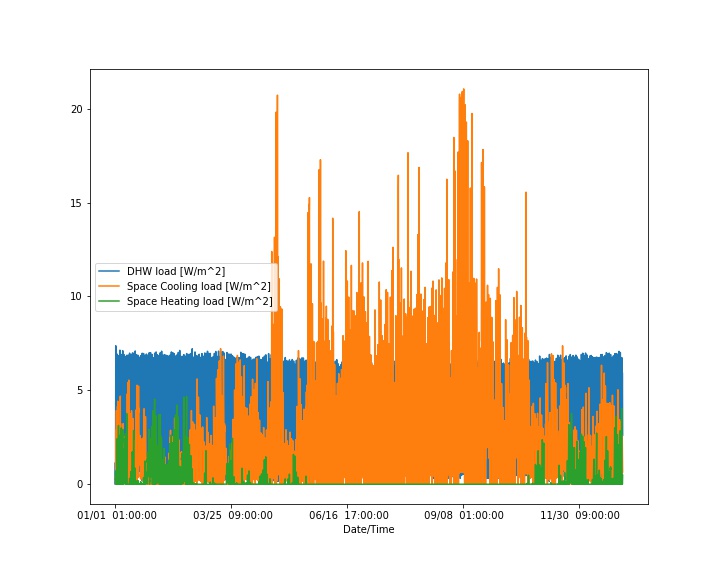 20
15
10
5
0
DHW load [W/m^2]
Space Cooling load [W/m^2]
Space Heating load [W/m^2]
01/01 01:00:00 03/25 09:00:00 06/16 17:00:00 09/08 01:00:00 11/30 09:00:00
Date/Time